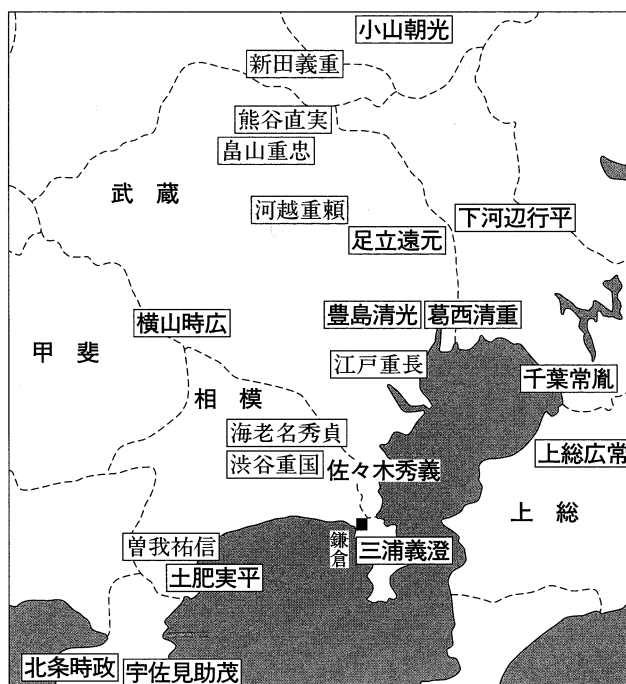 小山朝光
新田義重
熊谷直実
畠山重忠
武蔵
河越重頼
下河辺行平
足立遠元
横山時広
豊島清光
葛西清重
甲斐
江戸重長
千葉常胤
相模
海老名秀貞
上総広常
渋谷重国
佐々木秀義
上総
鎌倉
三浦義澄
曽我祐信
土肥実平
北条時政
宇佐見助茂